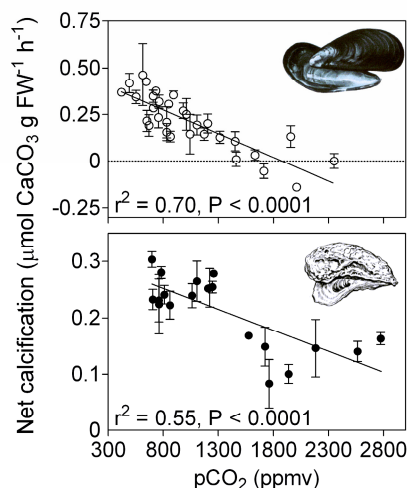 0.75
0.50
0.25
0
-0.25
r² = 0.70, P < 0.0001
Net calcification (μmol CaCO₃ g FW⁻¹ h⁻¹)
0.3
0.2
0.1
0
r² = 0.55, P < 0.0001
300 800 1300 1800 2300 2800
pCO₂ (ppmv)